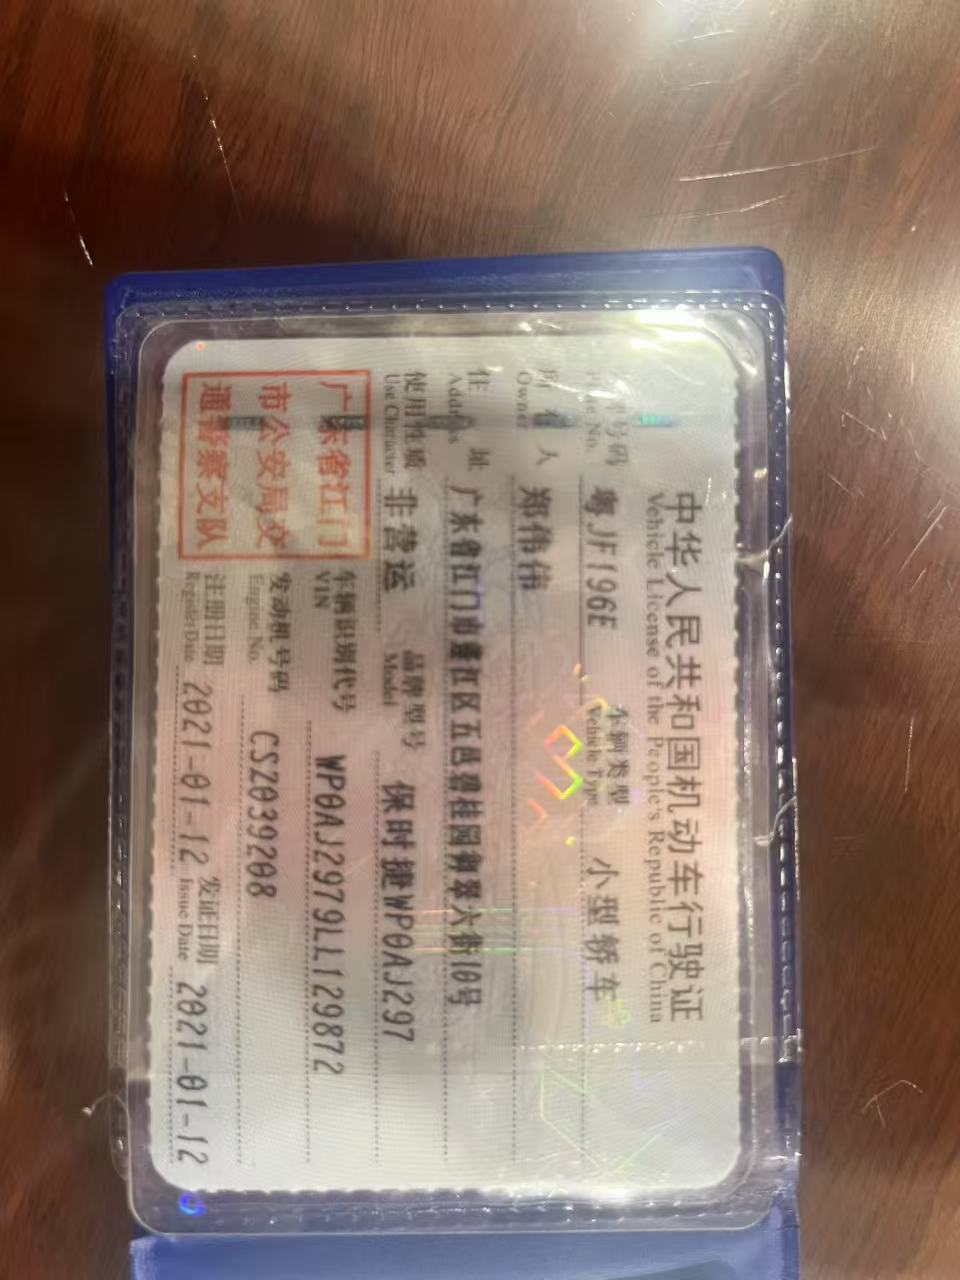 中华人民共和国机动车行驶证
Vehicle License of the People's Republic of China
号码 粤JF196E 车辆类型 小型轿车
No. Vehicle Type
所有人 郑伟伟
Owner
住址 广东省江门市蓬江区五邑碧桂园翠六街10号
Address
使用性质 非营运 品牌型号 保时捷WP0AJ297
Use Character Model
广东省江门市公安局交通警察支队
车辆识别代号 WP0AJ2979LL129872
VIN
发动机号码 CSZ039208
Engine No.
注册日期 2021-01-12 发证日期 2021-01-12
Register Date Issue Date